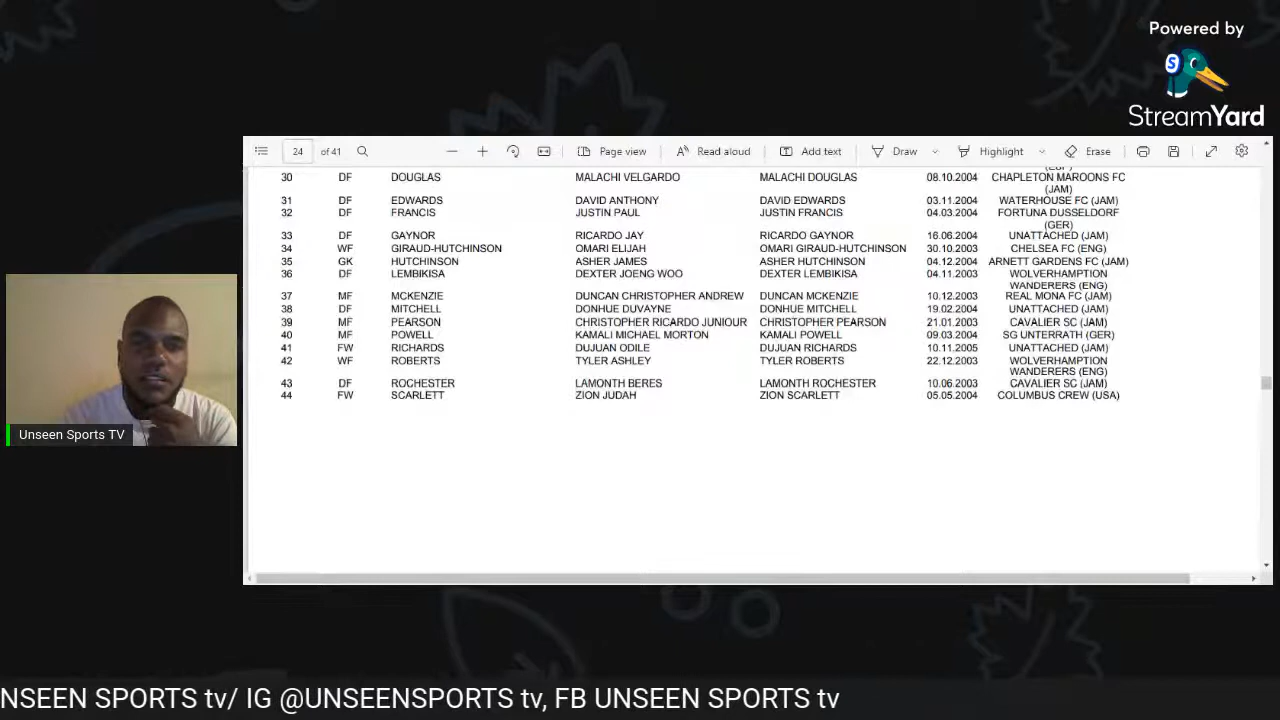 Powered by
StreamYard
24 of 41 Page view Read aloud Add text Draw Highlight Erase
30 DF DOUGLAS MALACHI VELGARDO MALACHI DOUGLAS 08.10.2004 CHAPLETON MAROONS FC
(JAM)
31 DF EDWARDS DAVID ANTHONY DAVID EDWARDS 03.11.2004 WATERHOUSE FC (JAM)
32 DF FRANCIS JUSTIN PAUL JUSTIN FRANCIS 04.03.2004 FORTUNA DUSSELDORF
(GER)
33 DF GAYNOR RICARDO JAY RICARDO GAYNOR 16.06.2004 UNATTACHED (JAM)
34 WF GIRAUD-HUTCHINSON OMARI ELIJAH OMARI GIRAUD-HUTCHINSON 30.10.2003 CHELSEA FC (ENG)
35 GK HUTCHINSON ASHER JAMES ASHER HUTCHINSON 04.12.2004 ARNETT GARDENS FC (JAM)
36 DF LEMBIKISA DEXTER JOENG WOO DEXTER LEMBIKISA 04.11.2003 WOLVERHAMPTION
WANDERERS (ENG)
37 MF MCKENZIE DUNCAN CHRISTOPHER ANDREW DUNCAN MCKENZIE 10.12.2003 REAL MONA FC (JAM)
38 DF MITCHELL DONHUE DUVAYNE DONHUE MITCHELL 19.02.2004 UNATTACHED (JAM)
39 MF PEARSON CHRISTOPHER RICARDO JUNIOUR CHRISTOPHER PEARSON 21.01.2003 CAVALIER SC (JAM)
40 MF POWELL KAMALI MICHAEL MORTON KAMALI POWELL 09.03.2004 SG UNTERRATH (GER)
41 FW RICHARDS DUJUAN ODILE DUJUAN RICHARDS 10.11.2005 UNATTACHED (JAM)
42 WF ROBERTS TYLER ASHLEY TYLER ROBERTS 22.12.2003 WOLVERHAMPTION
WANDERERS (ENG)
43 DF ROCHESTER LAMONTH BERES LAMONTH ROCHESTER 10.06.2003 CAVALIER SC (JAM)
44 FW SCARLETT ZION JUDAH ZION SCARLETT 05.05.2004 COLUMBUS CREW (USA)
Unseen Sports TV
NSEEN SPORTS tv/ IG @UNSEENSPORTS tv, FB UNSEEN SPORTS tv